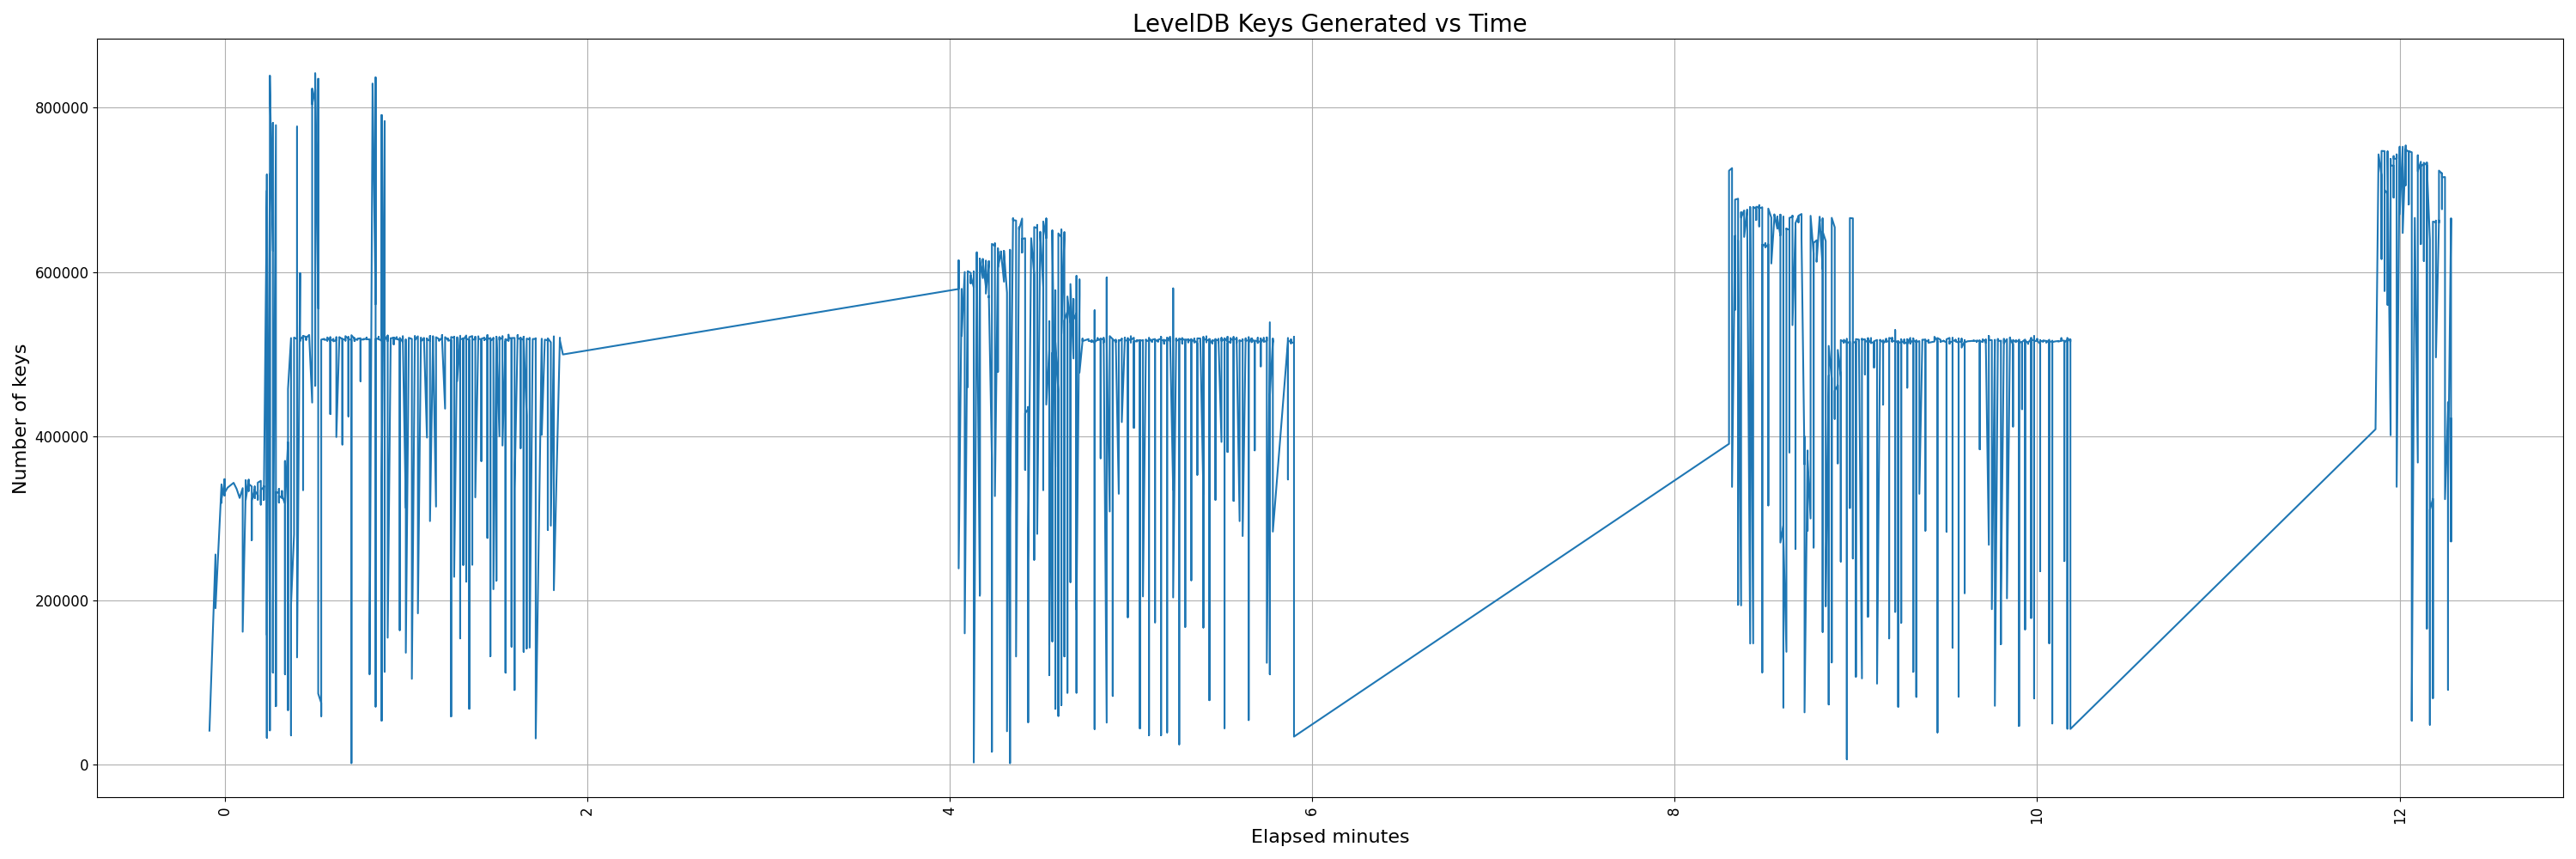 LevelDB Keys Generated vs Time
Number of keys
800000
600000
400000
200000
0
0 2 4 6 8 10 12
Elapsed minutes